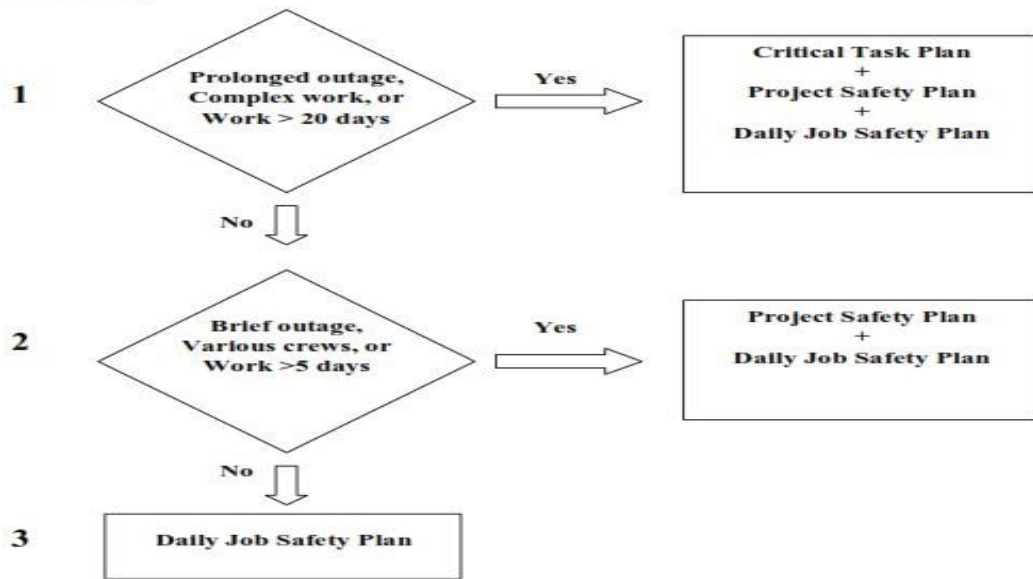 1
Prolonged outage,
Complex work, or
Work > 20 days
Yes
Critical Task Plan
+
Project Safety Plan
+
Daily Job Safety Plan
No
2
Brief outage,
Various crews, or
Work >5 days
Yes
Project Safety Plan
+
Daily Job Safety Plan
No
3
Daily Job Safety Plan